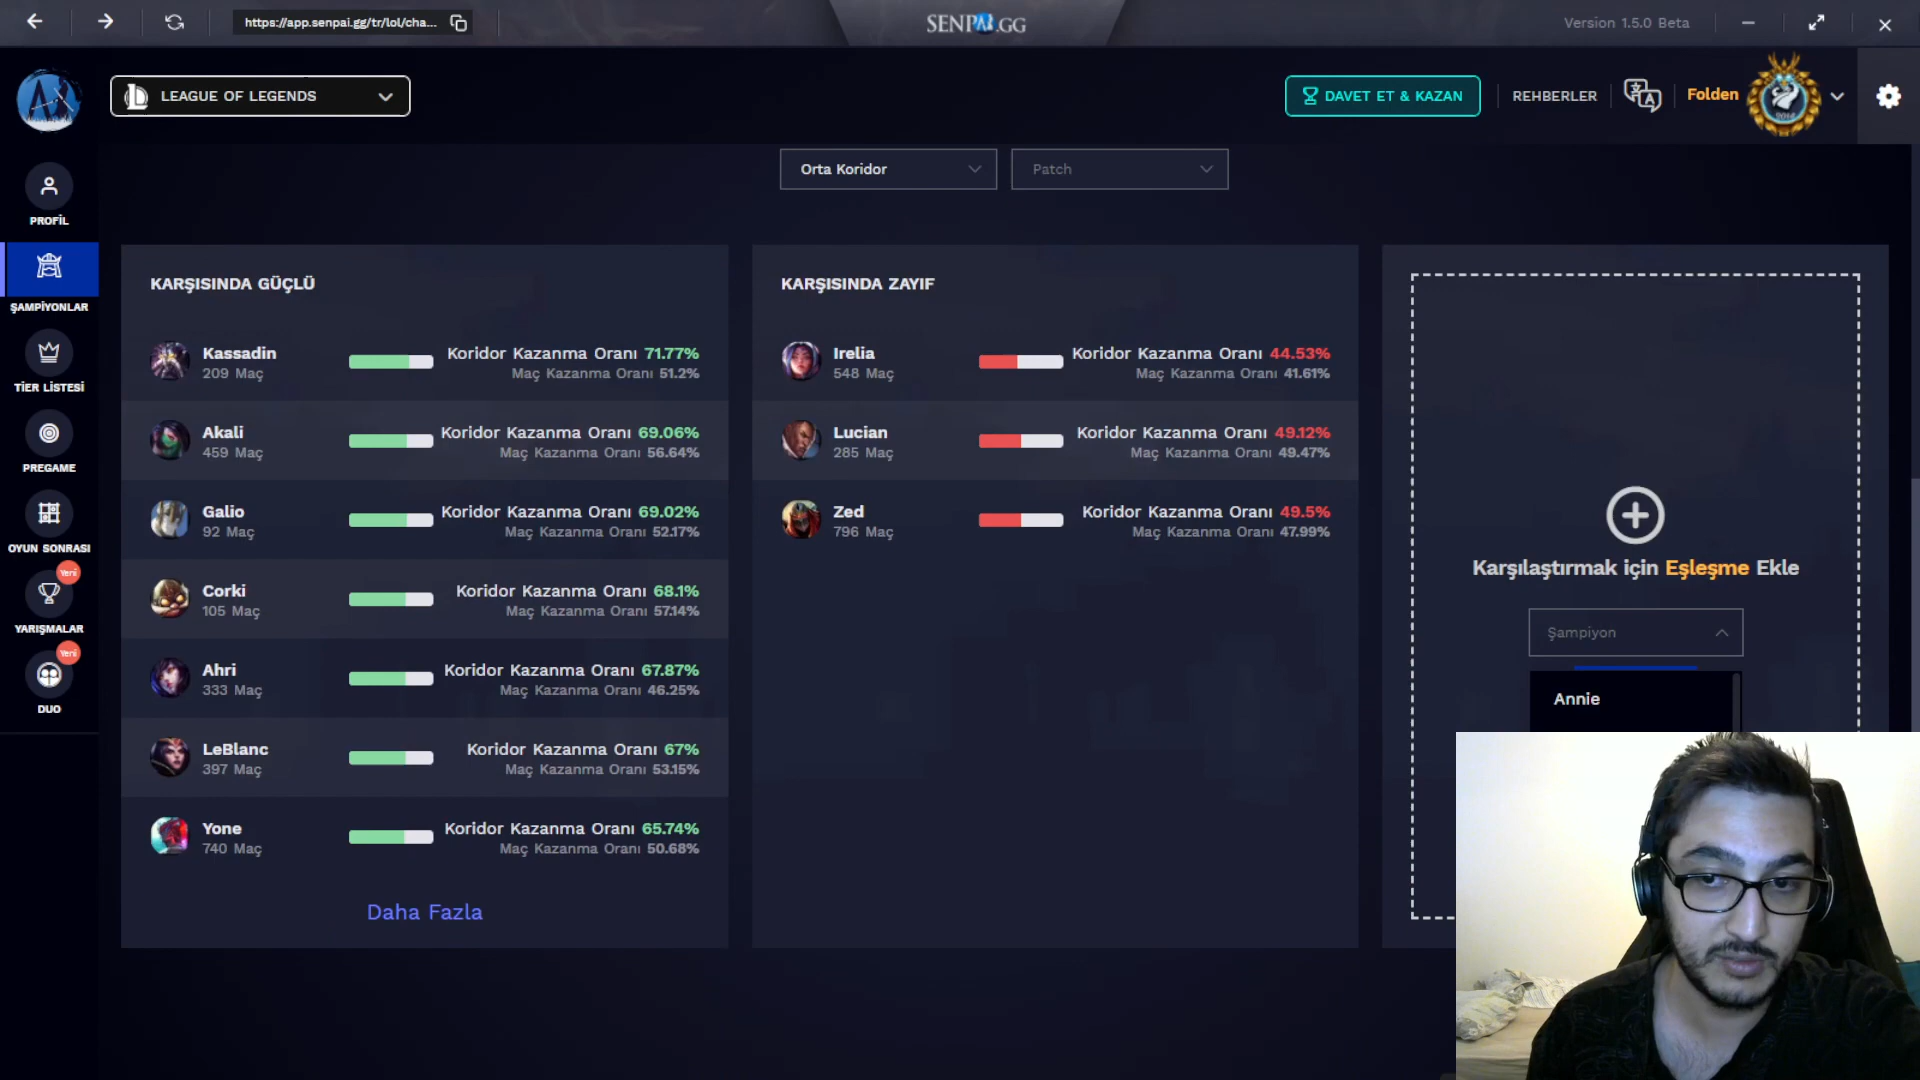 https://app.senpai.gg/tr/lol/cha...
SENPAI.GG
Version 1.5.0 Beta
LEAGUE OF LEGENDS
DAVET ET & KAZAN
REHBERLER
Folden
PROFİL
ŞAMPİYONLAR
TİER LİSTESİ
PREGAME
OYUN SONRASI
Yeni
YARIŞMALAR
Yeni
DUO
Orta Koridor
Patch
KARŞISINDA GÜÇLÜ
Kassadin
209 Maç
Koridor Kazanma Oranı 71.77%
Maç Kazanma Oranı 51.2%
Akali
459 Maç
Koridor Kazanma Oranı 69.06%
Maç Kazanma Oranı 56.64%
Galio
92 Maç
Koridor Kazanma Oranı 69.02%
Maç Kazanma Oranı 52.17%
Corki
105 Maç
Koridor Kazanma Oranı 68.1%
Maç Kazanma Oranı 57.14%
Ahri
333 Maç
Koridor Kazanma Oranı 67.87%
Maç Kazanma Oranı 46.25%
LeBlanc
397 Maç
Koridor Kazanma Oranı 67%
Maç Kazanma Oranı 53.15%
Yone
740 Maç
Koridor Kazanma Oranı 65.74%
Maç Kazanma Oranı 50.68%
Daha Fazla
KARŞISINDA ZAYIF
Irelia
548 Maç
Koridor Kazanma Oranı 44.53%
Maç Kazanma Oranı 41.61%
Lucian
285 Maç
Koridor Kazanma Oranı 49.12%
Maç Kazanma Oranı 49.47%
Zed
796 Maç
Koridor Kazanma Oranı 49.5%
Maç Kazanma Oranı 47.99%
Karşılaştırmak için Eşleşme Ekle
Şampiyon
Annie